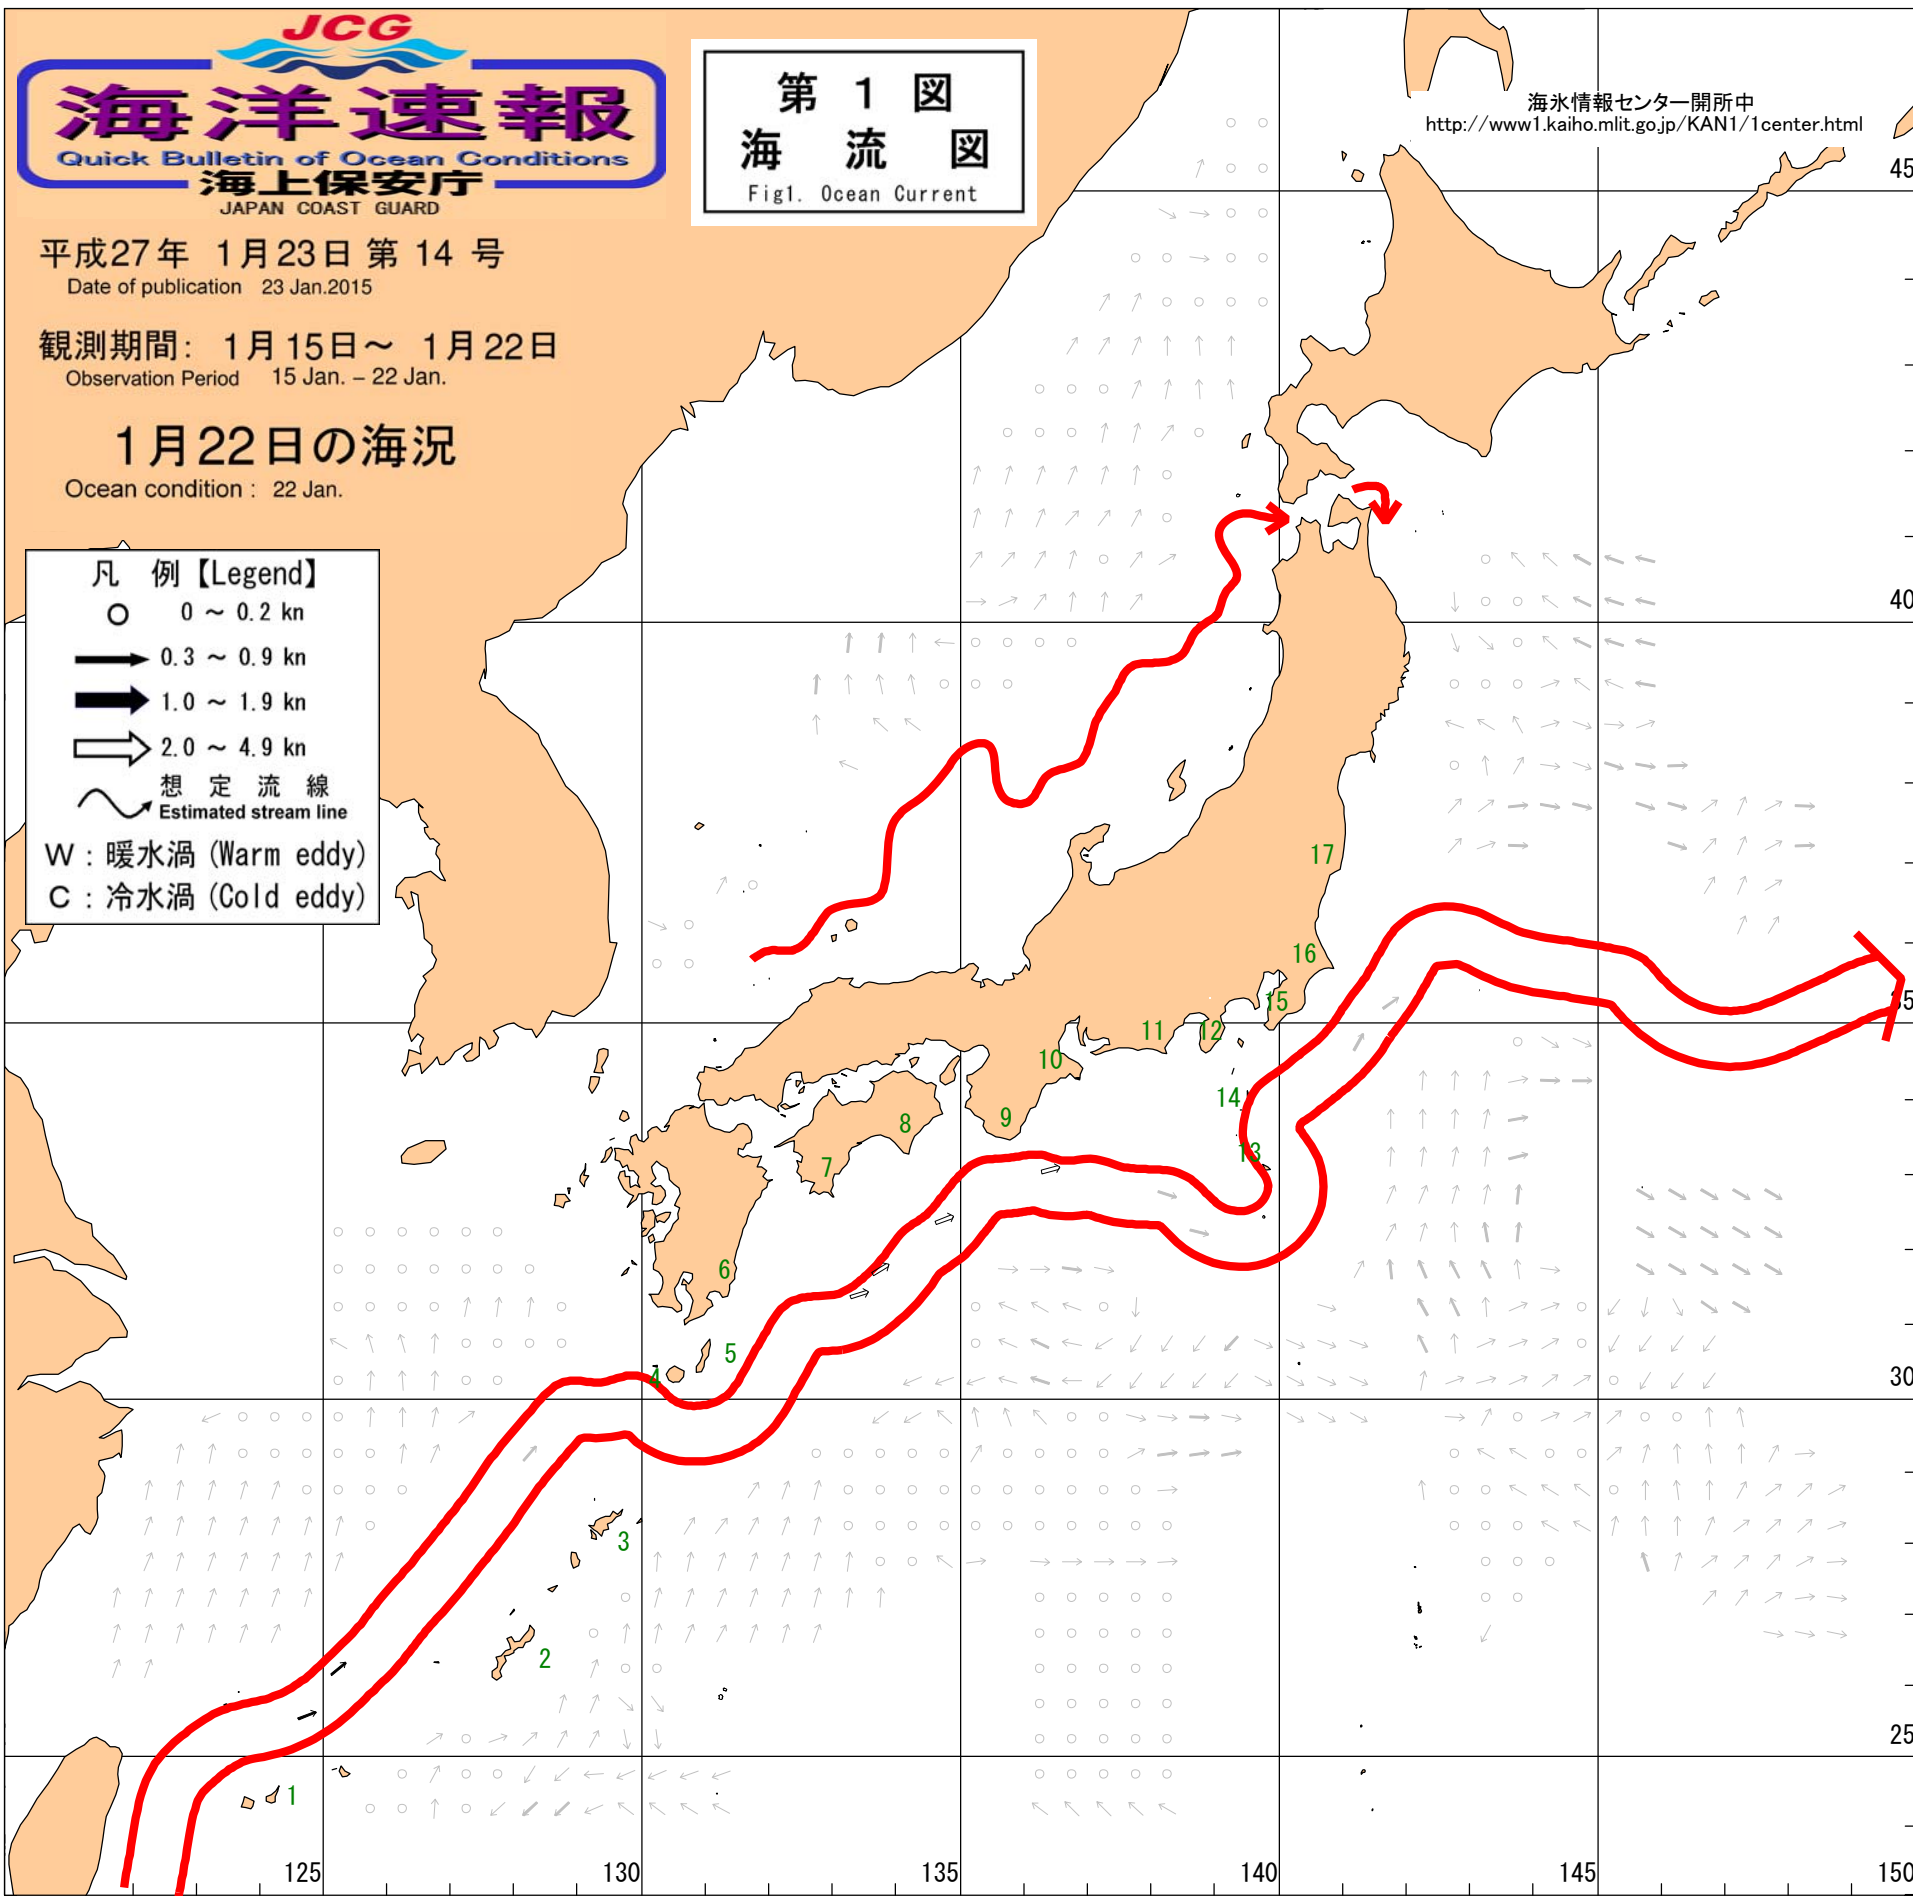 JCG
海洋速報
Quick Bulletin of Ocean Conditions
海上保安庁
JAPAN COAST GUARD
第 1 図
海 流 図
Fig1. Ocean Current
海氷情報センター開所中
http://www1.kaiho.mlit.go.jp/KAN1/1center.html
平成27年 1月23日 第 14 号
Date of publication 23 Jan.2015
観測期間: 1月15日~ 1月22日
Observation Period 15 Jan. – 22 Jan.
1月22日の海況
Ocean condition : 22 Jan.
凡 例【Legend】
0 ~ 0.2 kn
0.3 ~ 0.9 kn
1.0 ~ 1.9 kn
2.0 ~ 4.9 kn
想 定 流 線
Estimated stream line
W : 暖水渦 (Warm eddy)
C : 冷水渦 (Cold eddy)
45
40
17
16
35
15
12
11
10
14
9
8
13
7
6
5
4
30
3
2
25
1
125
130
135
140
145
150